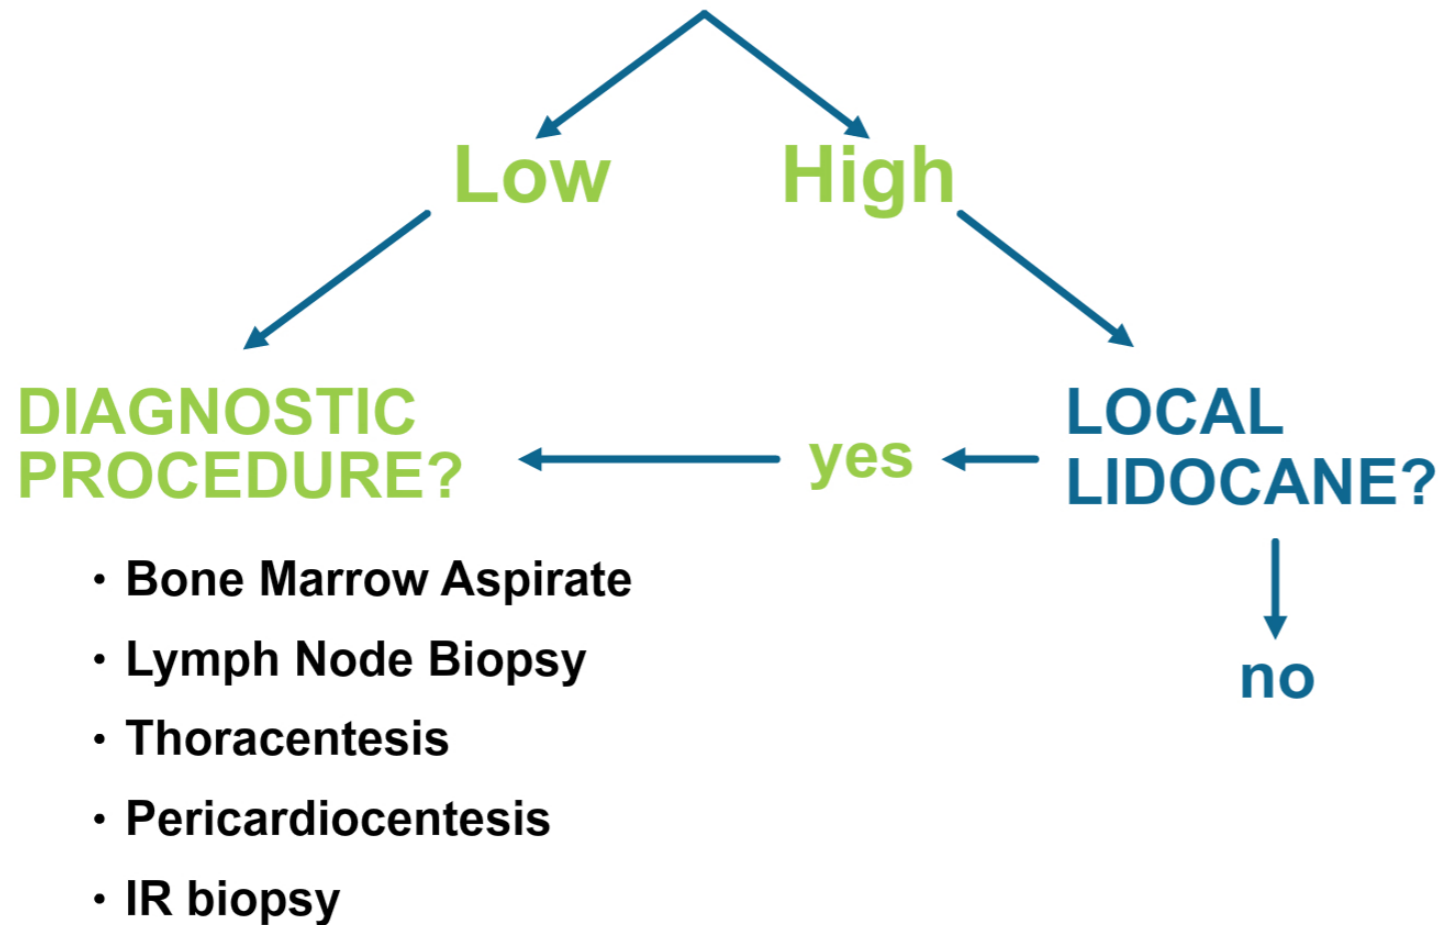 Low
High
DIAGNOSTIC
PROCEDURE?
yes
LOCAL
LIDOCANE?
no
• Bone Marrow Aspirate
• Lymph Node Biopsy
• Thoracentesis
• Pericardiocentesis
• IR biopsy